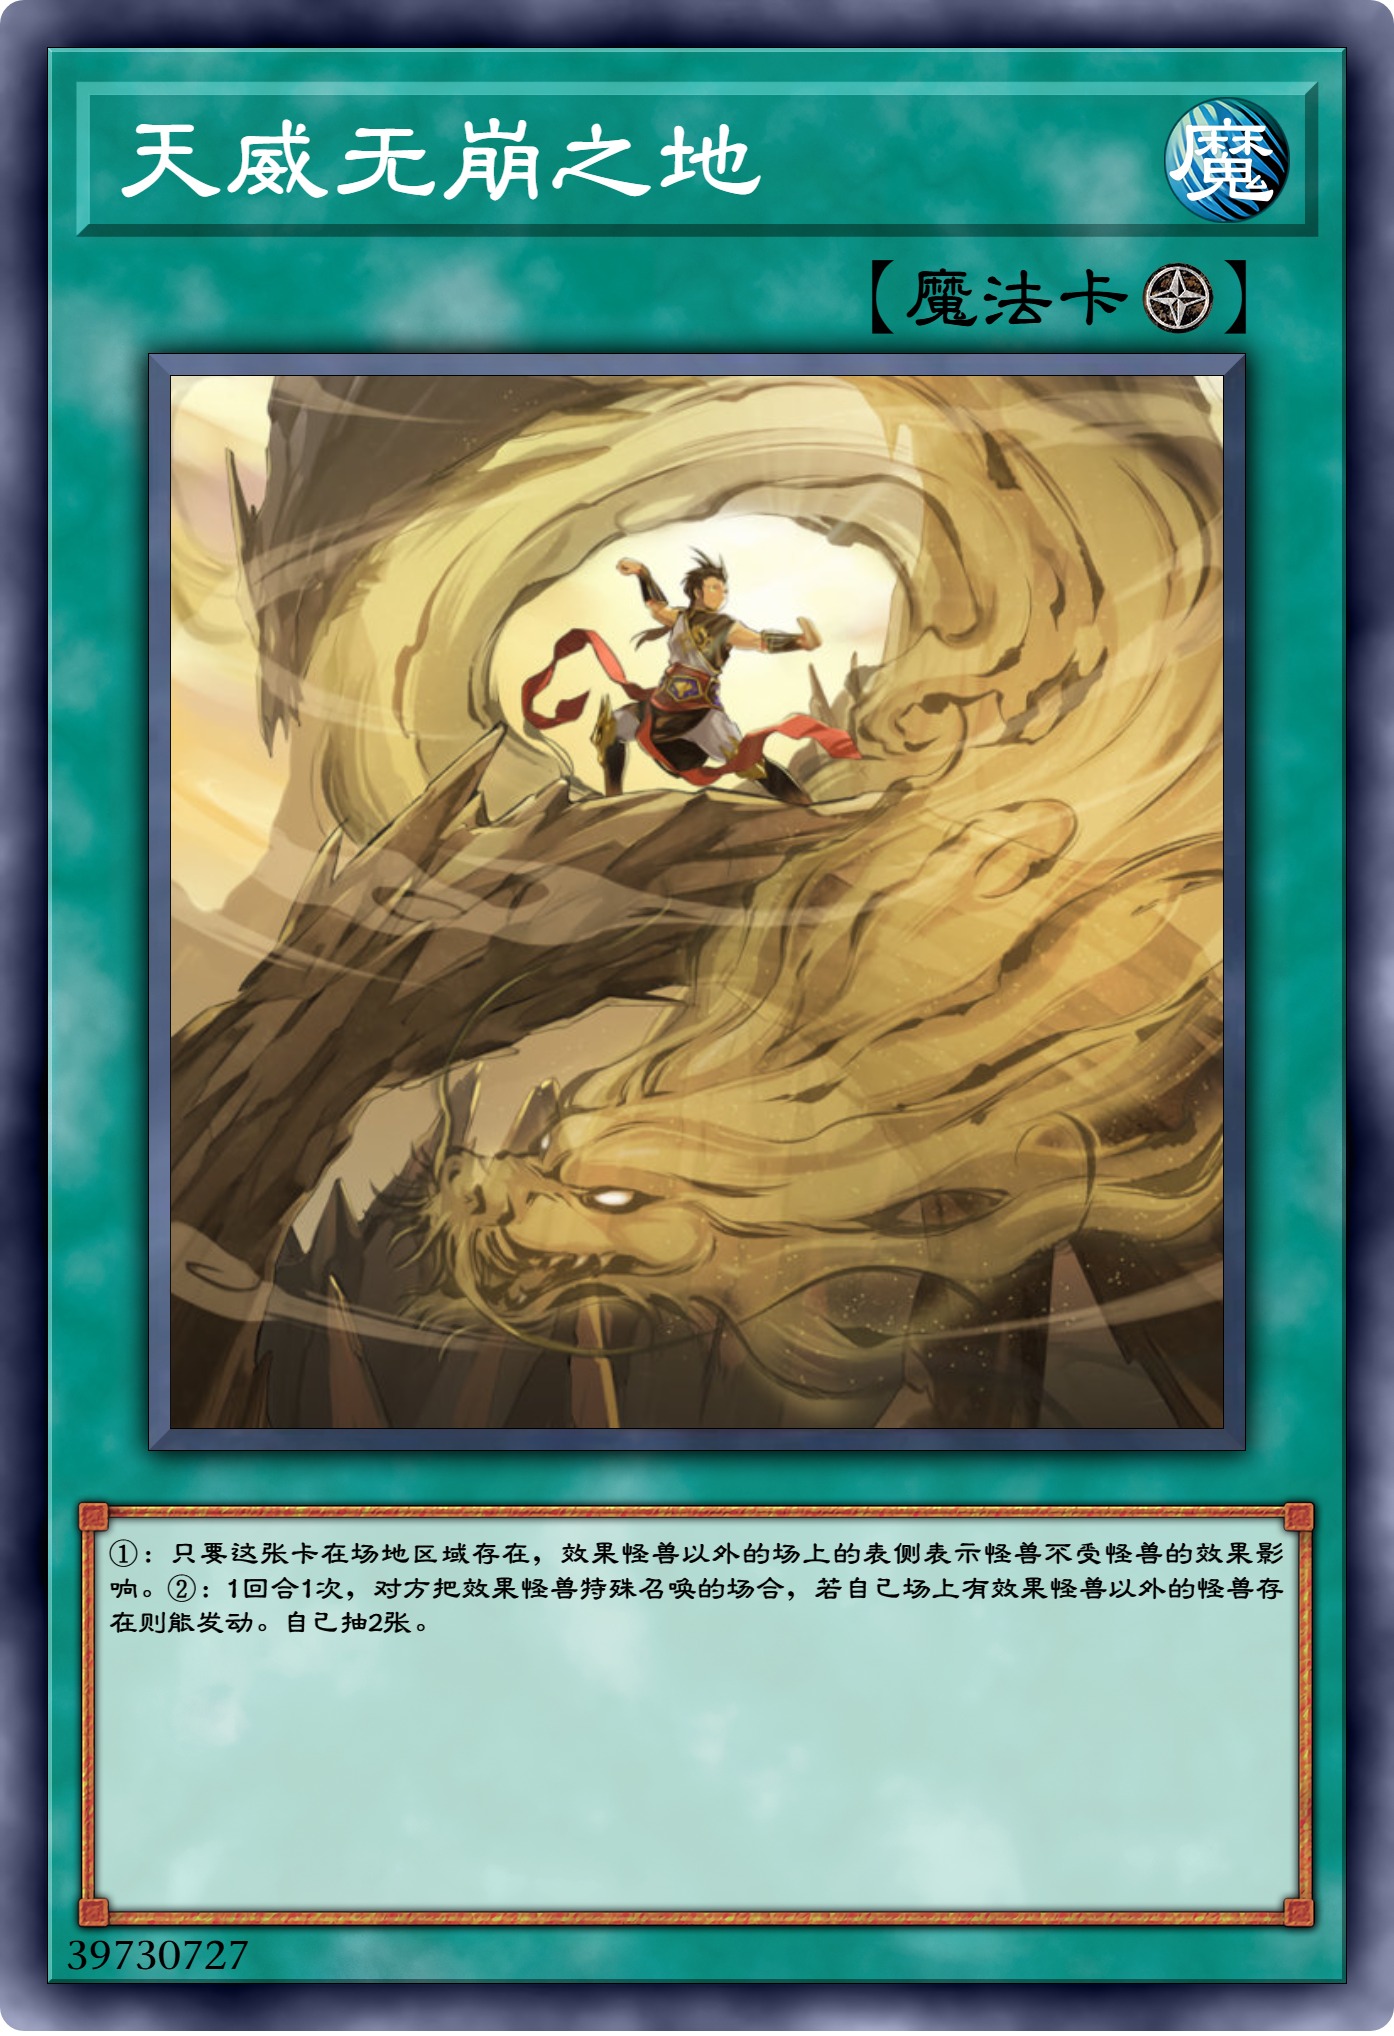 天威无崩之地
魔
【魔法卡】
①：只要这张卡在场地区域存在，效果怪兽以外的场上的表侧表示怪兽不受怪兽的效果影
响。②：1回合1次，对方把效果怪兽特殊召唤的场合，若自己场上有效果怪兽以外的怪兽存
在则能发动。自己抽2张。
39730727